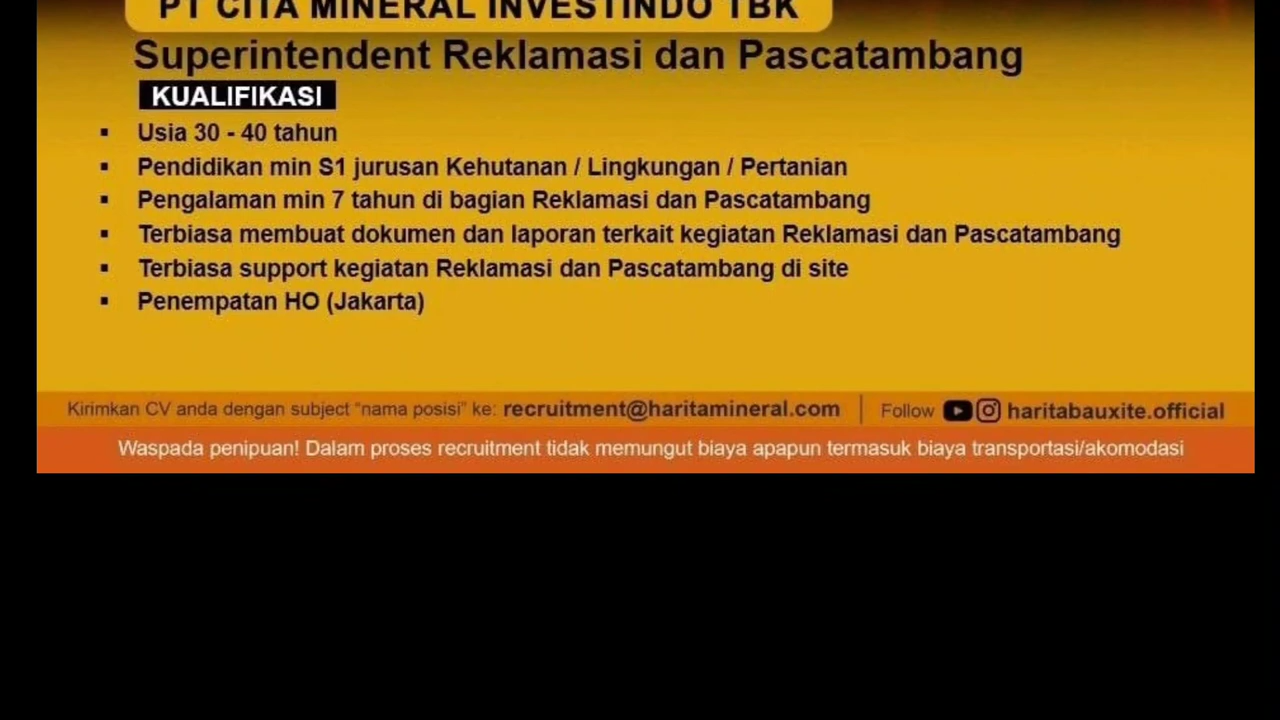 PT CITA MINERAL INVESTINDO TBK
Superintendent Reklamasi dan Pascatambang
KUALIFIKASI
▪ Usia 30 - 40 tahun
▪ Pendidikan min S1 jurusan Kehutanan / Lingkungan / Pertanian
▪ Pengalaman min 7 tahun di bagian Reklamasi dan Pascatambang
▪ Terbiasa membuat dokumen dan laporan terkait kegiatan Reklamasi dan Pascatambang
▪ Terbiasa support kegiatan Reklamasi dan Pascatambang di site
▪ Penempatan HO (Jakarta)
Kirimkan CV anda dengan subject “nama posisi” ke: recruitment@haritamineral.com | Follow haritabauxite.official
Waspada penipuan! Dalam proses recruitment tidak memungut biaya apapun termasuk biaya transportasi/akomodasi